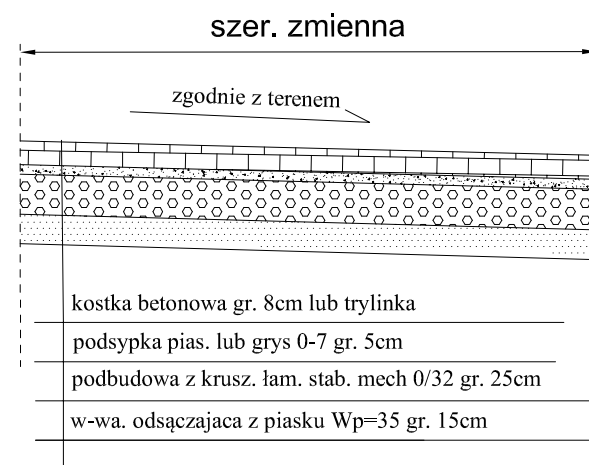 szer. zmienna
zgodnie z terenem
kostka betonowa gr. 8cm lub trylinka
podsypka pias. lub grys 0-7 gr. 5cm
podbudowa z krusz. łam. stab. mech 0/32 gr. 25cm
w-wa. odsączajaca z piasku Wp=35 gr. 15cm